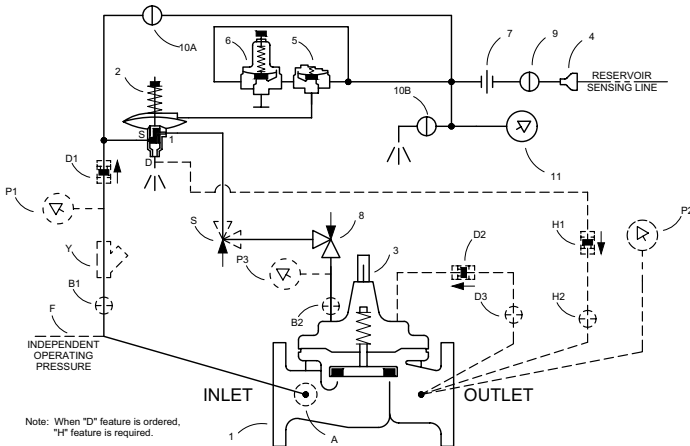 10A
6
5
7
9
4
2
RESERVOIR
SENSING LINE
10B
S
1
D
11
D1
P1
S
8
P2
Y
P3
3
D2
H1
B1
B2
D3
H2
F
INDEPENDENT
OPERATING
PRESSURE
INLET
OUTLET
Note: When "D" feature is ordered,
"H" feature is required.
1
A